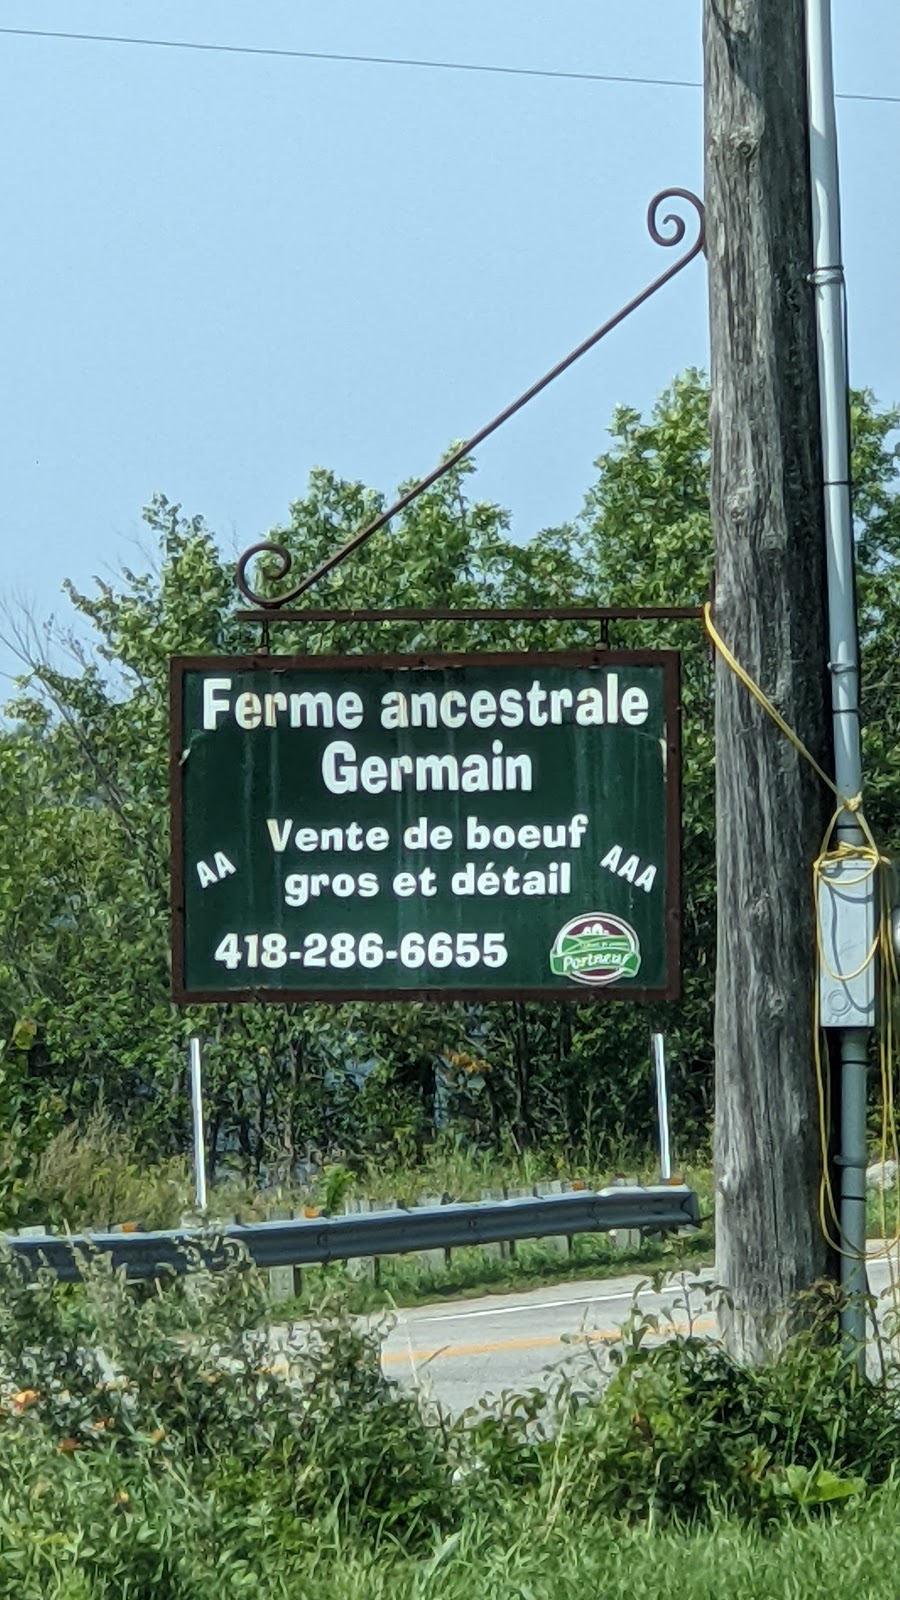 Ferme ancestrale
Germain
Vente de boeuf
gros et détail
AA
AAA
418-286-6655
Portneuf